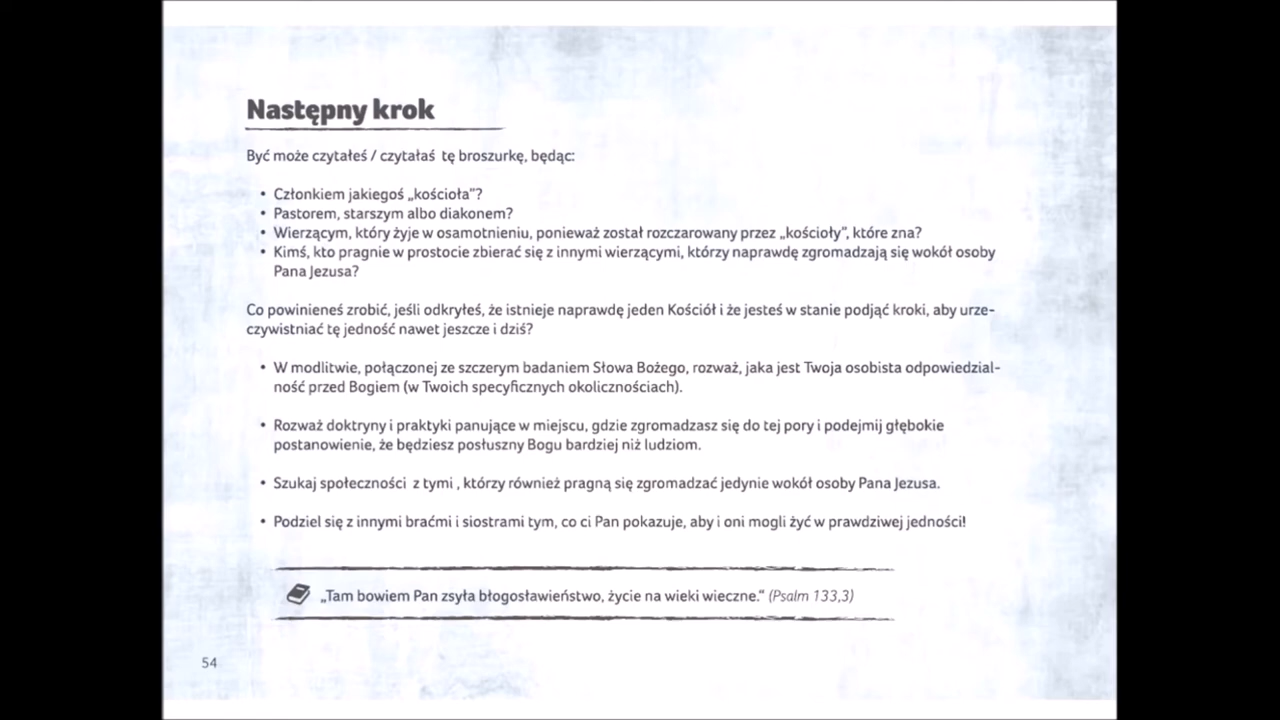 Następny krok
Być może czytałeś / czytałaś tę broszurkę, będąc:
• Członkiem jakiegoś „kościoła”?
• Pastorem, starszym albo diakonem?
• Wierzącym, który żyje w osamotnieniu, ponieważ został rozczarowany przez „kościoły”, które zna?
• Kimś, kto pragnie w prostocie zbierać się z innymi wierzącymi, którzy naprawdę zgromadzają się wokół osoby
Pana Jezusa?
Co powinieneś zrobić, jeśli odkryłeś, że istnieje naprawdę jeden Kościół i że jesteś w stanie podjąć kroki, aby urze-
czywistniać tę jedność nawet jeszcze i dziś?
• W modlitwie, połączonej ze szczerym badaniem Słowa Bożego, rozważ, jaka jest Twoja osobista odpowiedzial-
ność przed Bogiem (w Twoich specyficznych okolicznościach).
• Rozważ doktryny i praktyki panujące w miejscu, gdzie zgromadzasz się do tej pory i podejmij głębokie
postanowienie, że będziesz posłuszny Bogu bardziej niż ludziom.
• Szukaj społeczności z tymi , którzy również pragną się zgromadzać jedynie wokół osoby Pana Jezusa.
• Podziel się z innymi braćmi i siostrami tym, co ci Pan pokazuje, aby i oni mogli żyć w prawdziwej jedności!
„Tam bowiem Pan zsyła błogosławieństwo, życie na wieki wieczne.“ (Psalm 133,3)
54